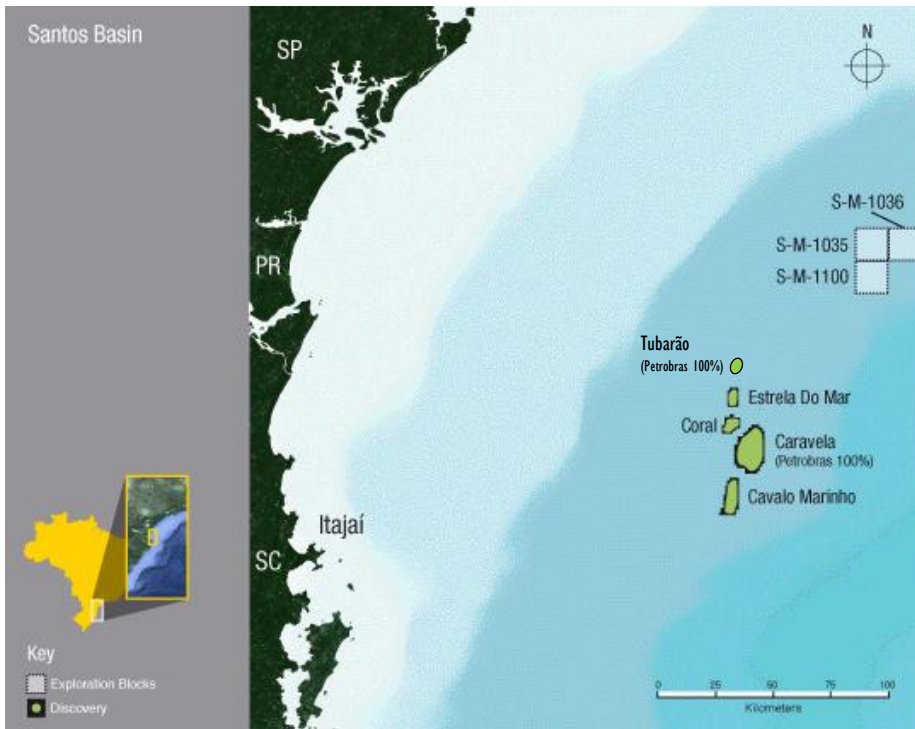 Santos Basin
SP
N
S-M-1036
S-M-1035
PR
S-M-1100
Tubarão
(Petrobras 100%)
Estrela Do Mar
Coral
Caravela
(Petrobras 100%)
Cavalo Marinho
Itajaí
SC
Key
Exploration Blocks
Discovery
0 25 50 75 100
Kilometers